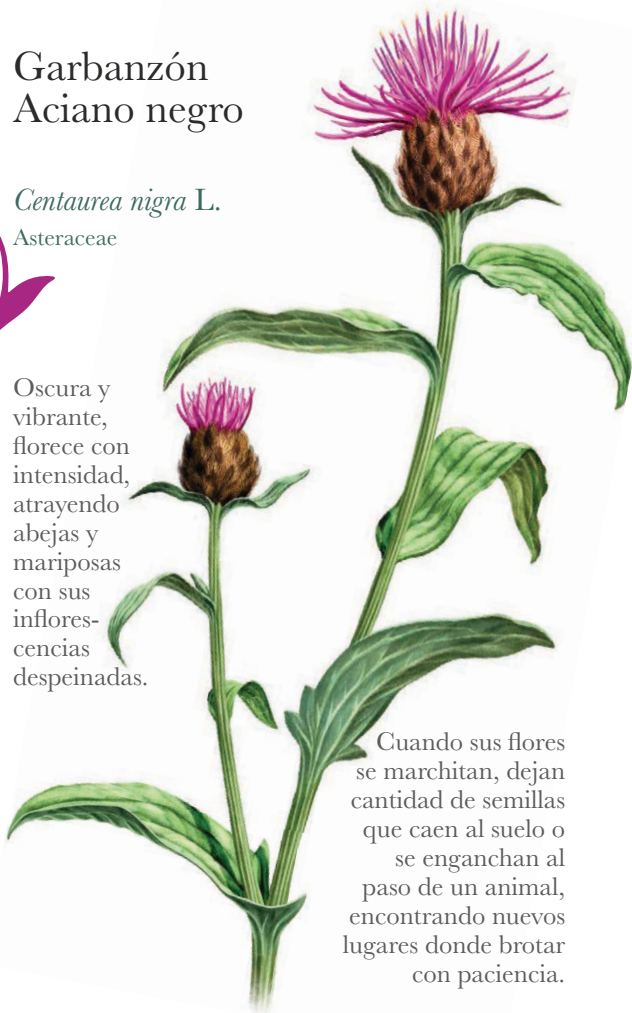 Garbanzón
Aciano negro
Centaurea nigra L.
Asteraceae
Oscura y
vibrante,
florece con
intensidad,
atrayendo
abejas y
mariposas
con sus
inflores-
cencias
despeinadas.
Cuando sus flores
se marchitan, dejan
cantidad de semillas
que caen al suelo o
se enganchan al
paso de un animal,
encontrando nuevos
lugares donde brotar
con paciencia.